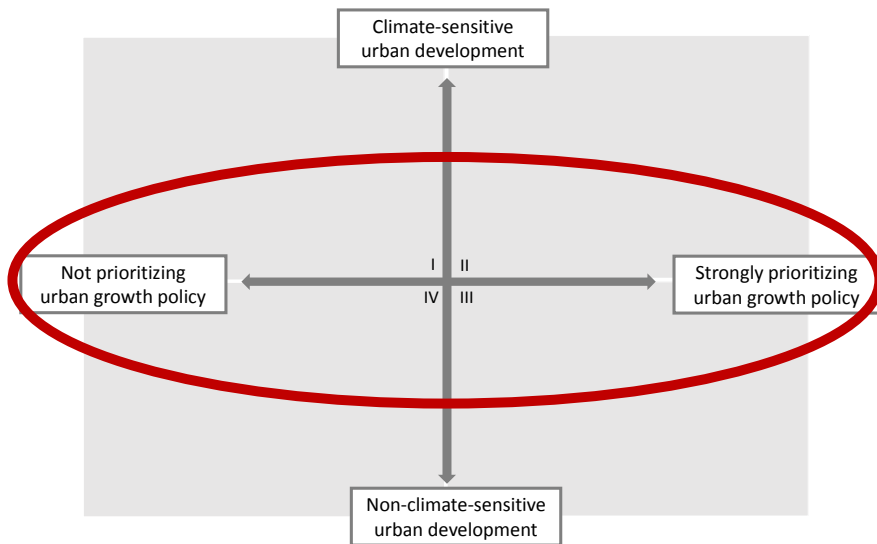 Climate-sensitive
urban development
I II
Not prioritizing
urban growth policy
Strongly prioritizing
urban growth policy
IV III
Non-climate-sensitive
urban development